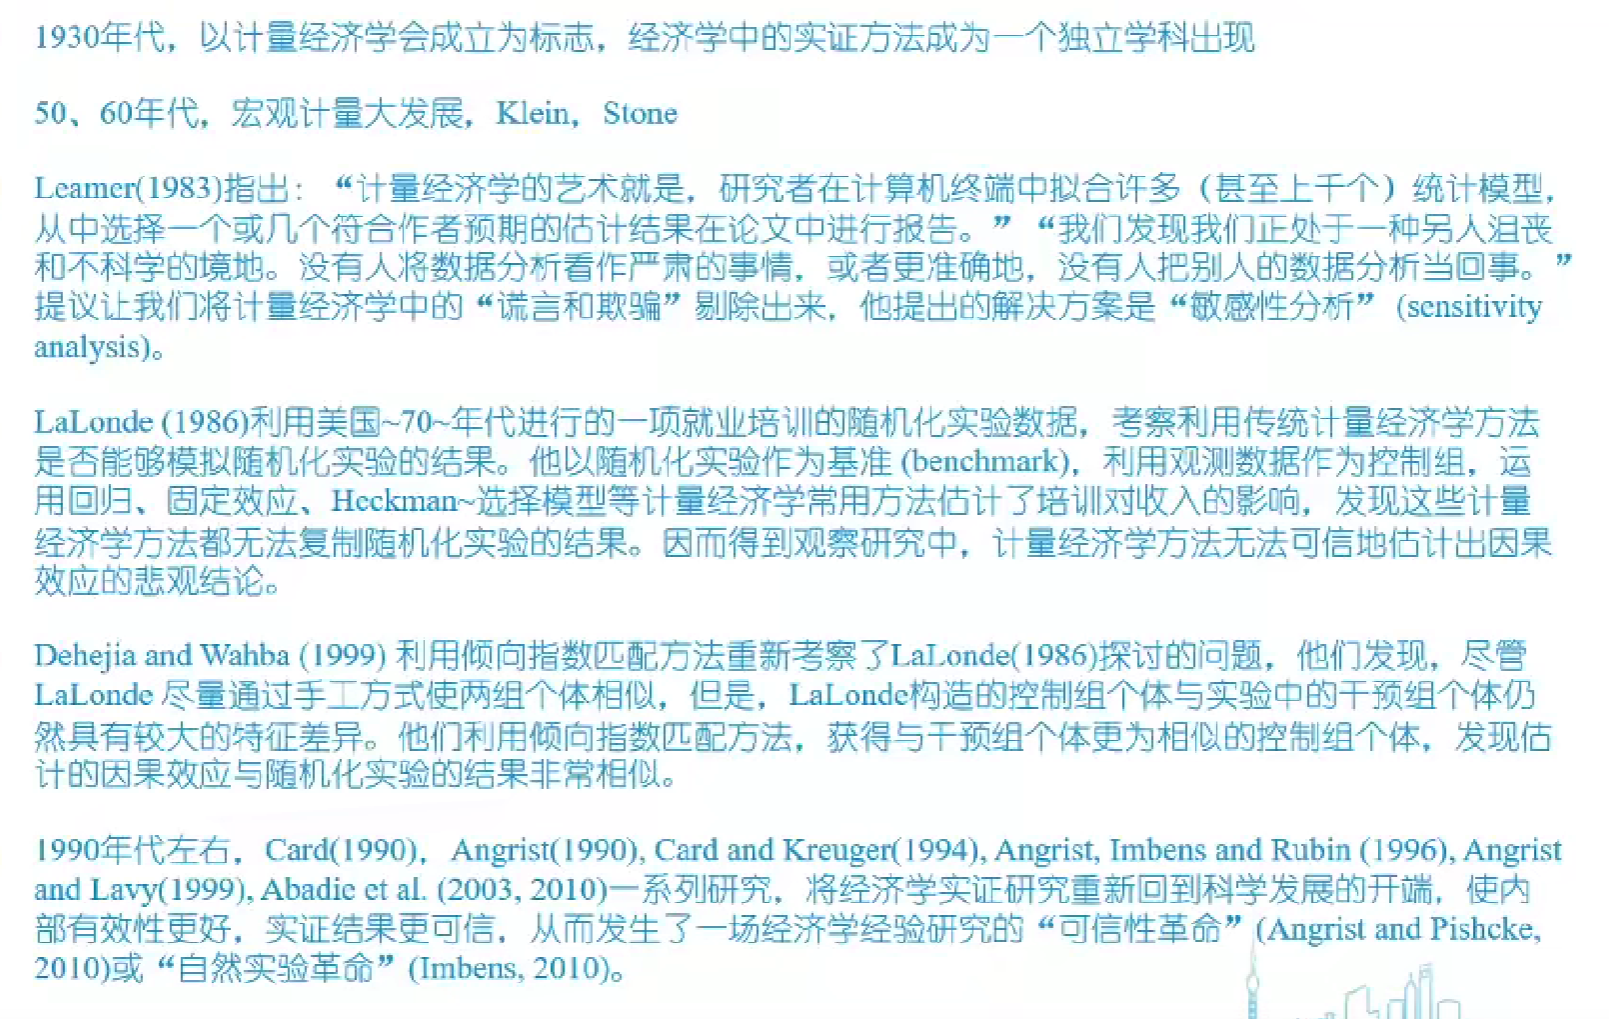 1930年代，以计量经济学会成立为标志，经济学中的实证方法成为一个独立学科出现
50、60年代，宏观计量大发展，Klein，Stone
Leamer(1983)指出：“计量经济学的艺术就是，研究者在计算机终端中拟合许多（甚至上千个）统计模型，
从中选择一个或几个符合作者预期的估计结果在论文中进行报告。”“我们发现我们正处于一种另人沮丧
和不科学的境地。没有人将数据分析看作严肃的事情，或者更准确地，没有人把别人的数据分析当回事。”
提议让我们将计量经济学中的“谎言和欺骗”剔除出来，他提出的解决方案是“敏感性分析” (sensitivity
analysis)。
LaLonde (1986)利用美国~70~年代进行的一项就业培训的随机化实验数据，考察利用传统计量经济学方法
是否能够模拟随机化实验的结果。他以随机化实验作为基准 (benchmark)，利用观测数据作为控制组，运
用回归、固定效应、Heckman~选择模型等计量经济学常用方法估计了培训对收入的影响，发现这些计量
经济学方法都无法复制随机化实验的结果。因而得到观察研究中，计量经济学方法无法可信地估计出因果
效应的悲观结论。
Dehejia and Wahba (1999) 利用倾向指数匹配方法重新考察了LaLonde(1986)探讨的问题，他们发现，尽管
LaLonde 尽量通过手工方式使两组个体相似，但是，LaLonde构造的控制组个体与实验中的干预组个体仍
然具有较大的特征差异。他们利用倾向指数匹配方法，获得与干预组个体更为相似的控制组个体，发现估
计的因果效应与随机化实验的结果非常相似。
1990年代左右，Card(1990)，Angrist(1990), Card and Kreuger(1994), Angrist, Imbens and Rubin (1996), Angrist
and Lavy(1999), Abadie et al. (2003, 2010)一系列研究，将经济学实证研究重新回到科学发展的开端，使内
部有效性更好，实证结果更可信，从而发生了一场经济学经验研究的“可信性革命” (Angrist and Pishcke,
2010)或“自然实验革命” (Imbens, 2010)。